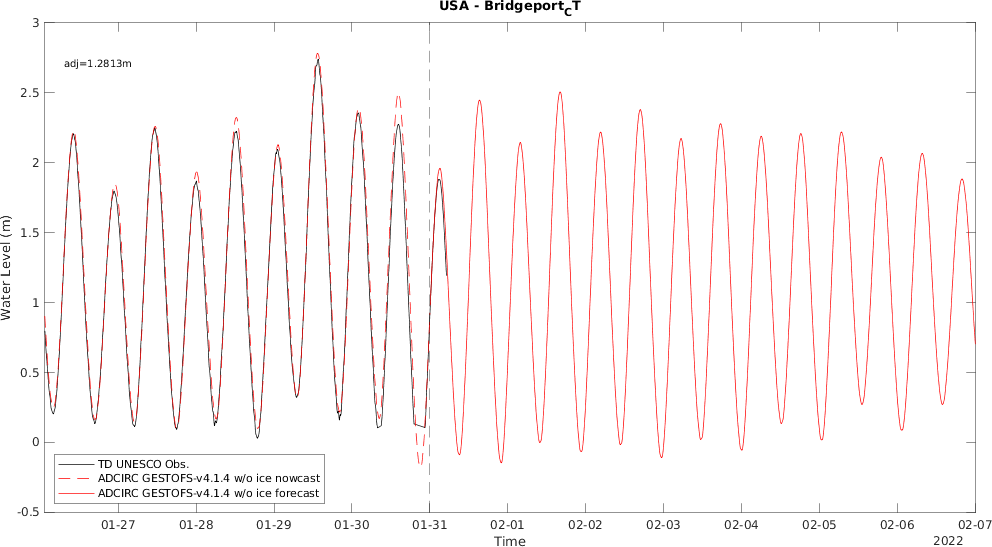 USA - Bridgeport_CT
adj=1.2813m
3
2.5
2
1.5
1
0.5
0
-0.5
Water Level (m)
TD UNESCO Obs.
ADCIRC GESTOFS-v4.1.4 w/o ice nowcast
ADCIRC GESTOFS-v4.1.4 w/o ice forecast
01-27 01-28 01-29 01-30 01-31 02-01 02-02 02-03 02-04 02-05 02-06 02-07
Time
2022